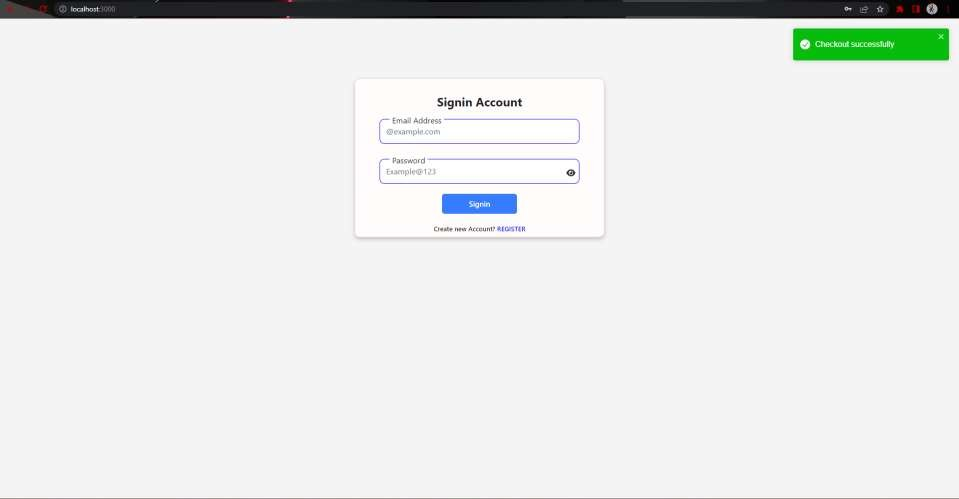 localhost:3000
Checkout successfully
Signin Account
Email Address
@example.com
Password
Example@123
Signin
Create new Account? REGISTER